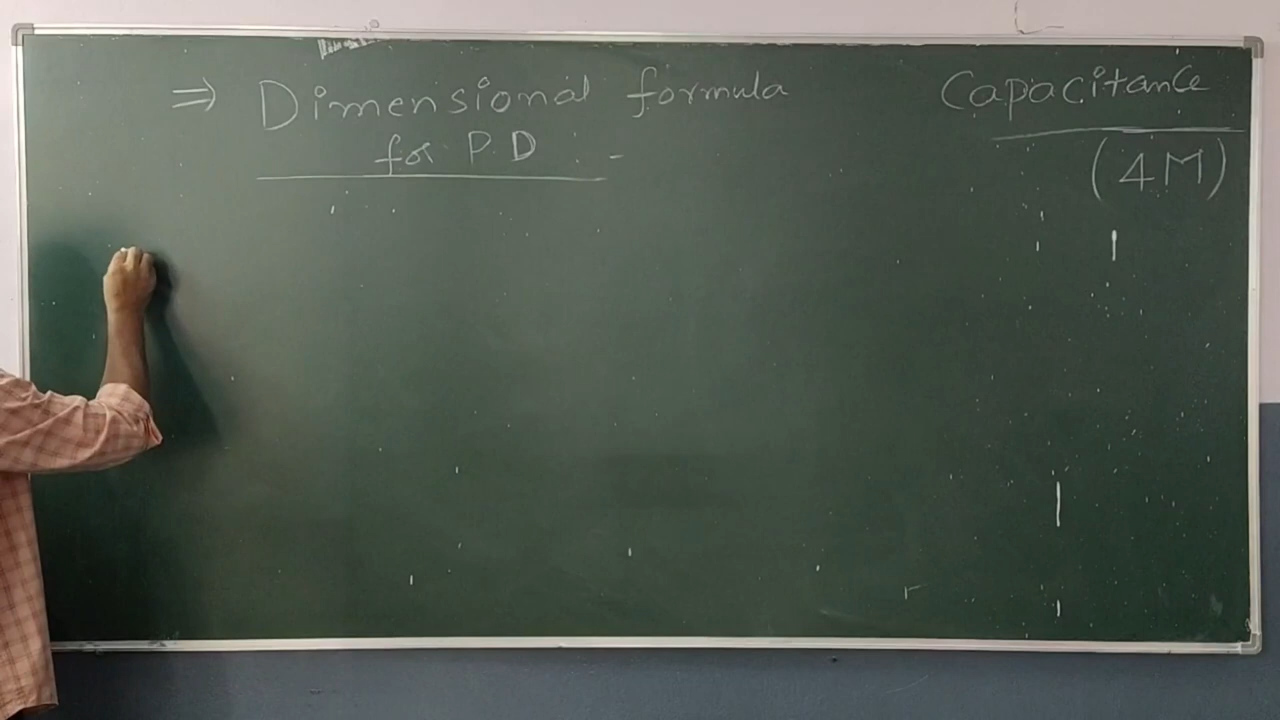 ⇒ Dimensional formula
for P.D. -
Capacitance
(4M)